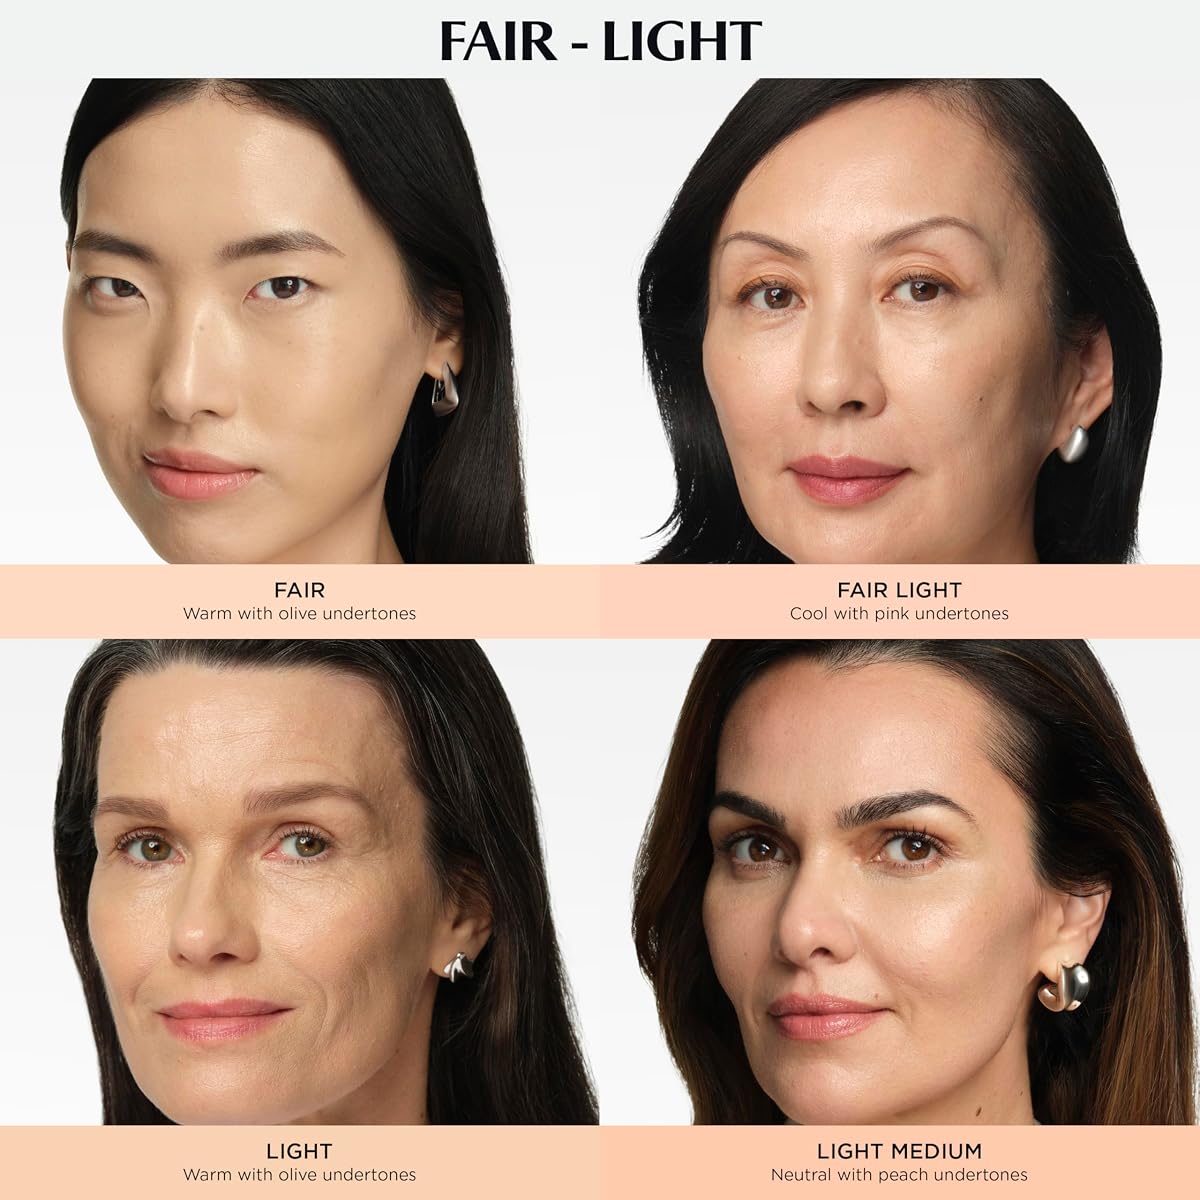 FAIR - LIGHT
FAIR
Warm with olive undertones
FAIR LIGHT
Cool with pink undertones
LIGHT
Warm with olive undertones
LIGHT MEDIUM
Neutral with peach undertones